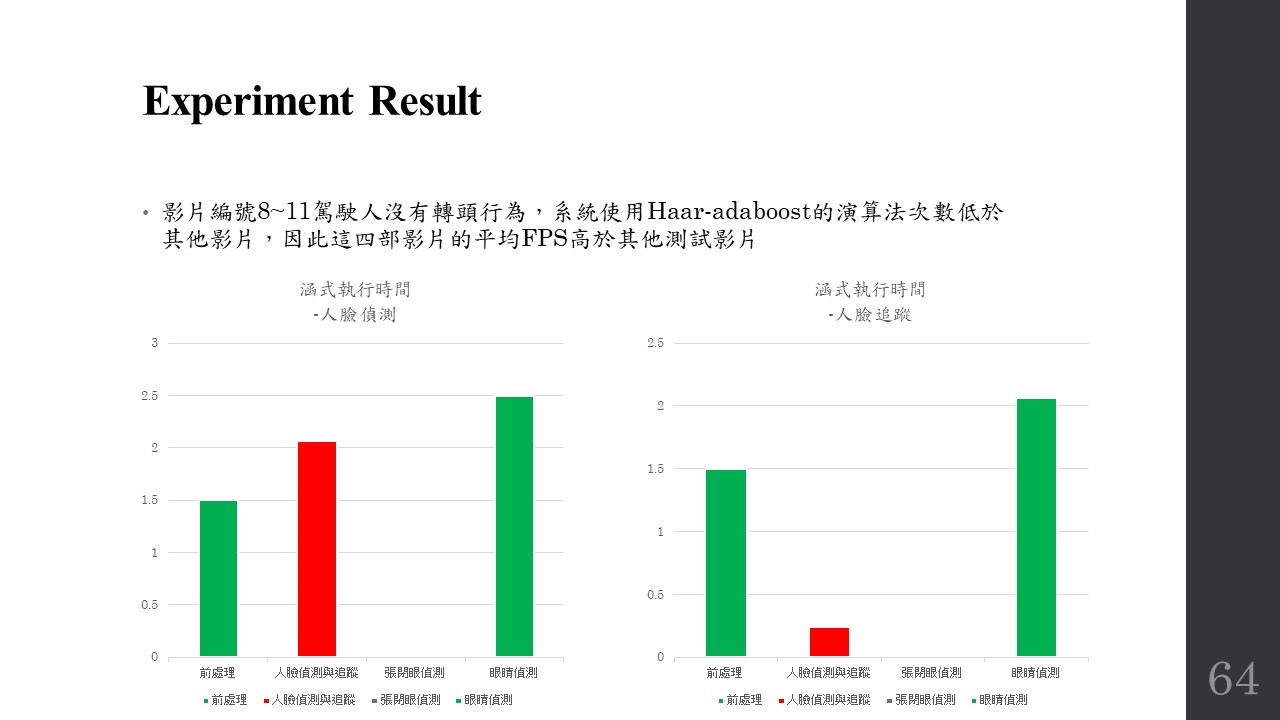 Experiment Result
• 影片編號8~11駕駛人沒有轉頭行為，系統使用Haar-adaboost的演算法次數低於
其他影片，因此這四部影片的平均FPS高於其他測試影片
涵式執行時間
-人臉偵測
3
2.5
2
1.5
1
0.5
0
前處理 人臉偵測與追蹤 張閉眼偵測 眼睛偵測
前處理 人臉偵測與追蹤 張閉眼偵測 眼睛偵測
涵式執行時間
-人臉追蹤
2.5
2
1.5
1
0.5
0
前處理 人臉偵測與追蹤 張閉眼偵測 眼睛偵測
前處理 人臉偵測與追蹤 張閉眼偵測 眼睛偵測
64